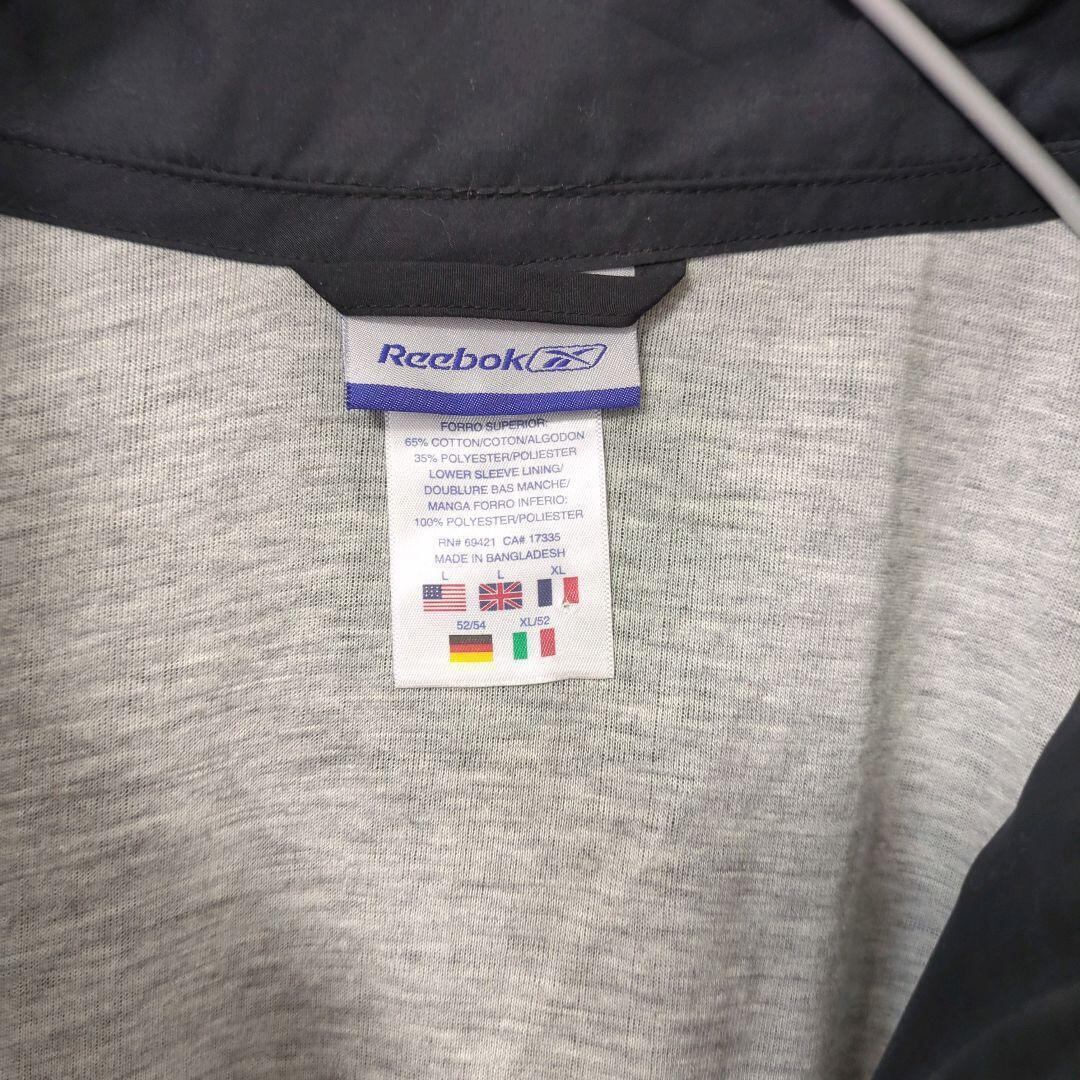 Reebok
FORRO SUPERIOR:
65% COTTON/COTON/ALGODON
35% POLYESTER/POLIESTER
LOWER SLEEVE LINING/
DOUBLURE BAS MANCHE/
MANGA FORRO INFERIO:
100% POLYESTER/POLIESTER
RN# 69421 CA# 17335
MADE IN BANGLADESH
L L XL
52/54 XL/52